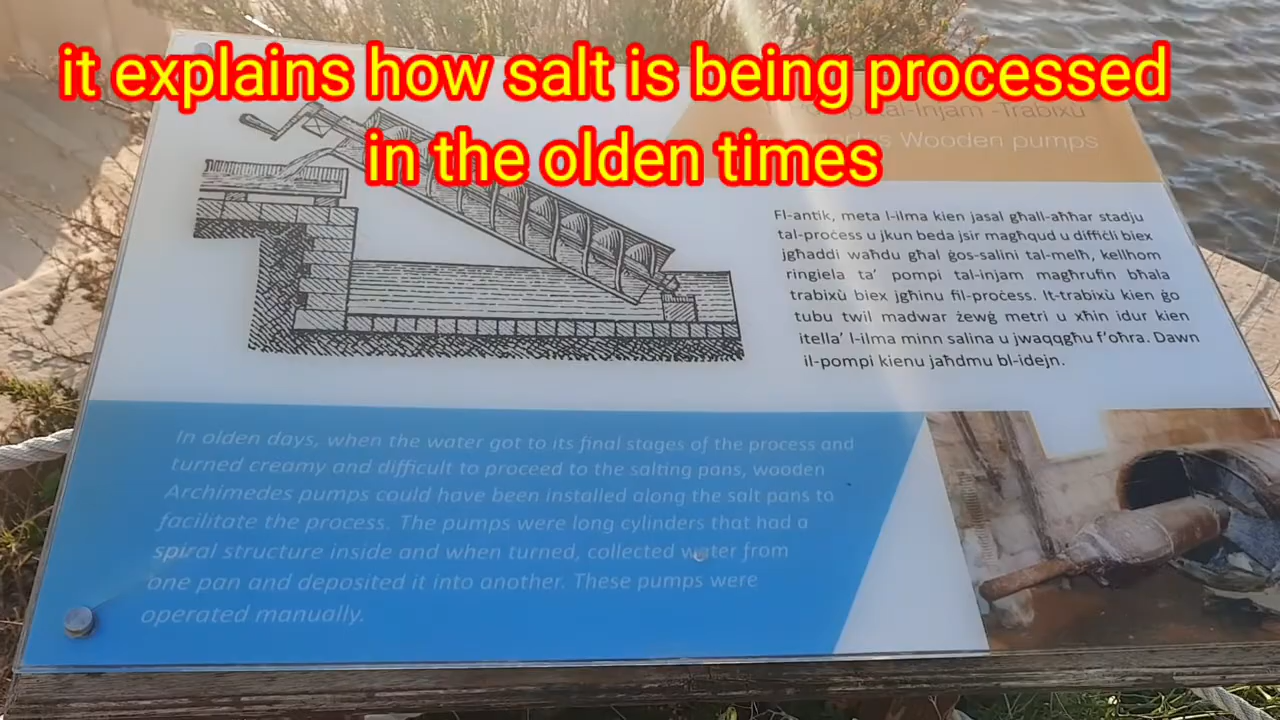 it explains how salt is being processed
in the olden times
tal-Injam -Trabixù
Wooden pumps
Fl-antik, meta l-ilma kien jasal għall-aħħar stadju
tal-proċess u jkun beda jsir magħqud u diffiċli biex
jgħaddi waħdu għal ġos-salini tal-melħ, kellhom
ringiela ta’ pompi tal-injam magħrufin bħala
trabixù biex jgħinu fil-proċess. It-trabixù kien ġo
tubu twil madwar żewġ metri u xħin idur kien
itella’ l-ilma minn salina u jwaqqgħu f’oħra. Dawn
il-pompi kienu jaħdmu bl-idejn.
In olden days, when the water got to its final stages of the process and
turned creamy and difficult to proceed to the salting pans, wooden
Archimedes pumps could have been installed along the salt pans to
facilitate the process. The pumps were long cylinders that had a
spiral structure inside and when turned, collected water from
one pan and deposited it into another. These pumps were
operated manually.